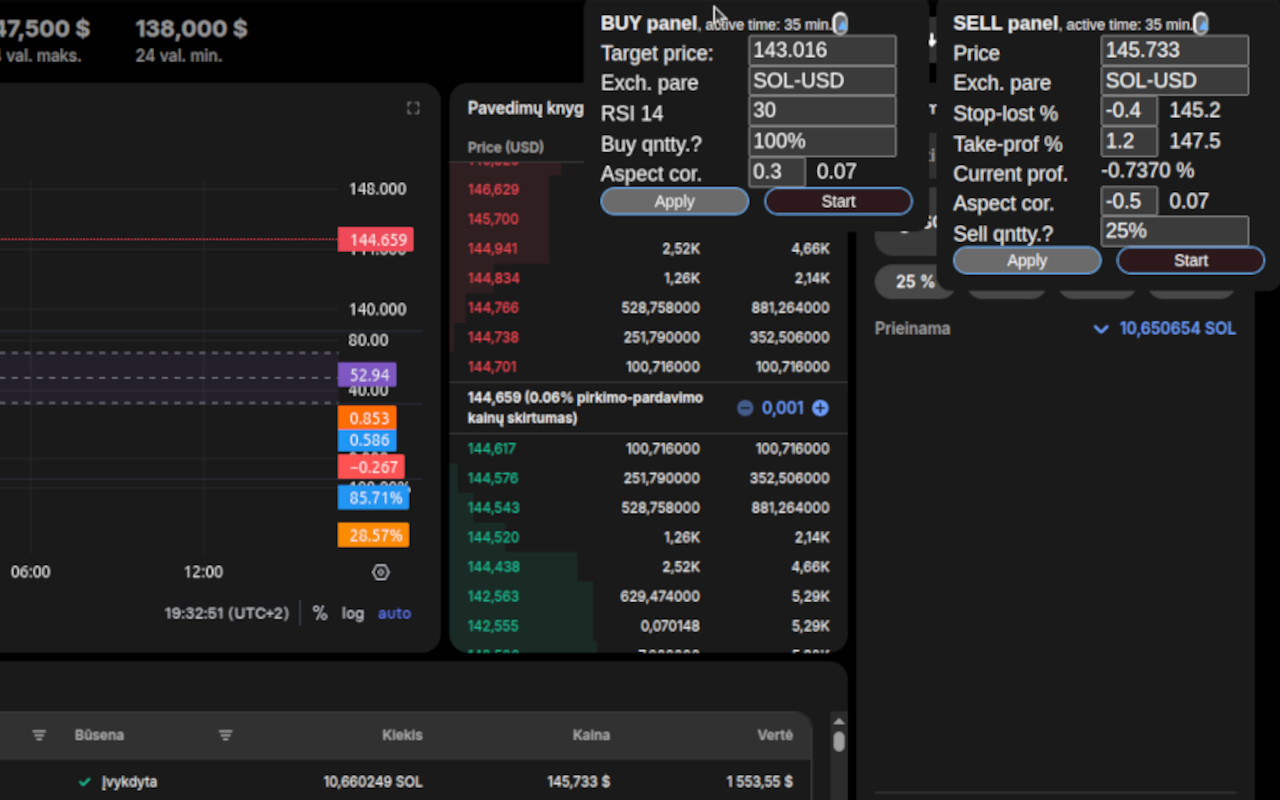 47,500 $ 138,000 $
val. maks. 24 val. min.
148.000
144.659
140.000
80.00
52.94
40.00
0.853
0.586
−0.267
85.71%
28.57%
06:00 12:00
19:32:51 (UTC+2) % log auto
Pavedimų knyg
Price (USD)
146,629
145,700
144,941 2,52K 4,66K
144,834 1,26K 2,14K
144,766 528,758000 881,264000
144,738 251,790000 352,506000
144,701 100,716000 100,716000
144,659 (0.06% pirkimo-pardavimo
kainų skirtumas) 0,001
144,617 100,716000 100,716000
144,576 251,790000 352,506000
144,543 528,758000 881,264000
144,520 1,26K 2,14K
144,438 2,52K 4,66K
142,563 629,474000 5,29K
142,555 0,070148 5,29K
BUY panel, active time: 35 min.
Target price: 143.016
Exch. pare SOL-USD
RSI 14 30
Buy qntty.? 100%
Aspect cor. 0.3 0.07
Apply Start
SELL panel, active time: 35 min.
Price 145.733
Exch. pare SOL-USD
Stop-lost % -0.4 145.2
Take-prof % 1.2 147.5
Current prof. -0.7370 %
Aspect cor. -0.5 0.07
Sell qntty.? 25%
Apply Start
25 %
Prieinama 10,650654 SOL
Būsena Kiekis Kaina Vertė
Įvykdyta 10,660249 SOL 145,733 $ 1 553,55 $